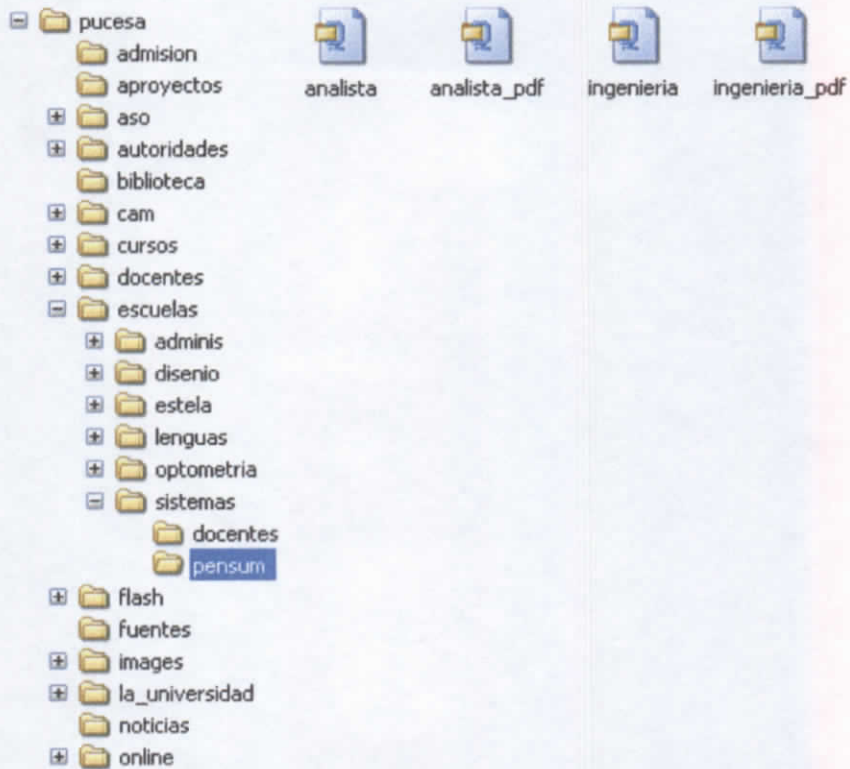 pucesa
admision
aproyectos
aso
autoridades
biblioteca
cam
cursos
docentes
escuelas
adminis
disenio
estela
lenguas
optometria
sistemas
docentes
pensum
flash
fuentes
images
la_universidad
noticias
online
analista analista_pdf ingenieria ingenieria_pdf